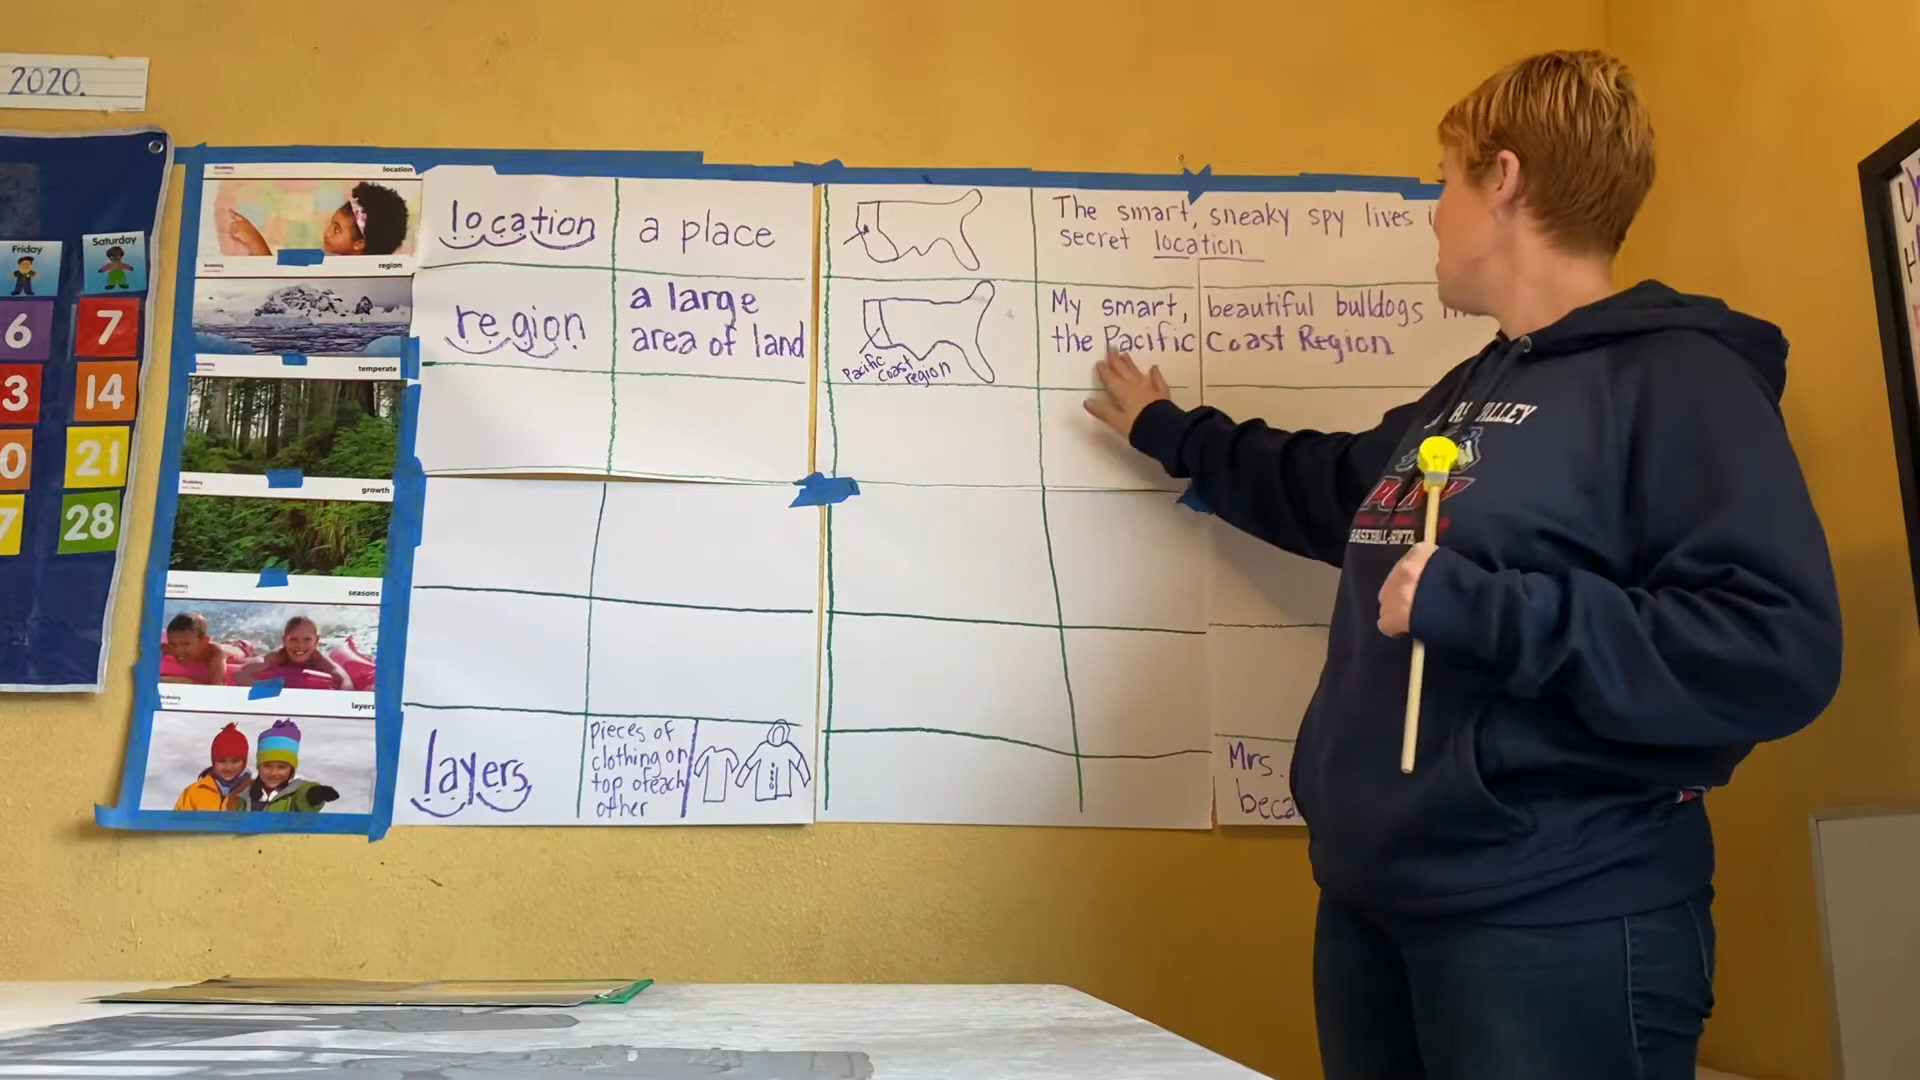 2020.
Friday
Saturday
6
7
3
14
0
21
7
28
location
region
temperate
growth
seasons
layers
location
a place
The smart, sneaky spy lives
secret location.
region
a large
area of land
Pacific
Coast
region
My smart, beautiful bulldogs
the Pacific Coast Region
layers
pieces of
clothing on
top of each
other
Mrs.
VALLEY
BASEBALL-SOFT